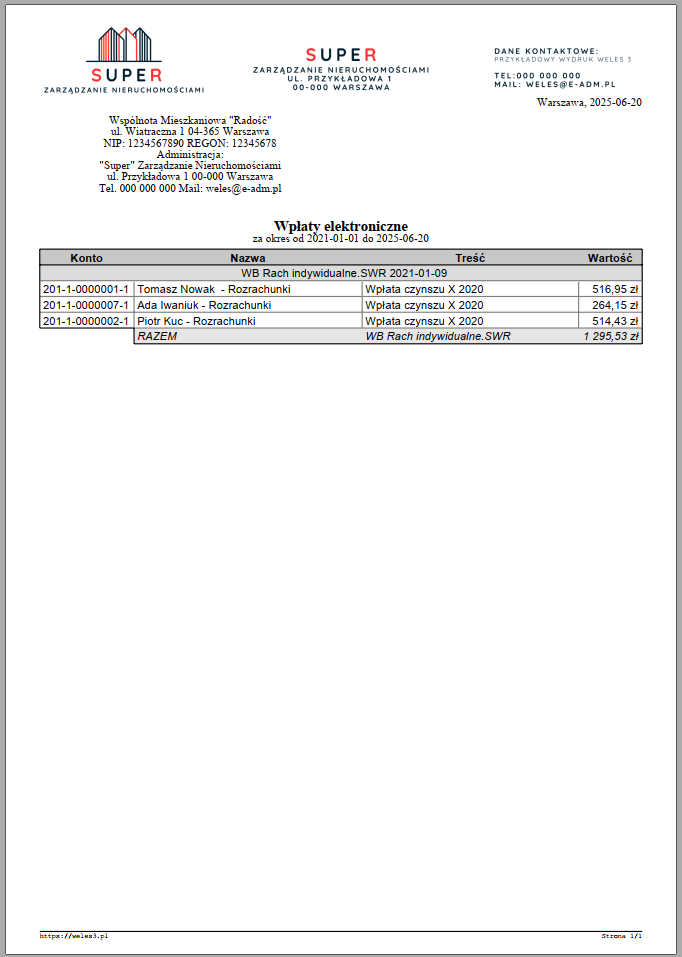 SUPER
ZARZĄDZANIE NIERUCHOMOŚCIAMI
SUPER
ZARZĄDZANIE NIERUCHOMOŚCIAMI
UL. PRZYKŁADOWA 1
00-000 WARSZAWA
DANE KONTAKTOWE:
PRZYKŁADOWY WYDRUK WELES 3
TEL:000 000 000
MAIL: WELES@E-ADM.PL
Warszawa, 2025-06-20
Wspólnota Mieszkaniowa "Radość"
ul. Wiatraczna 1 04-365 Warszawa
NIP: 1234567890 REGON: 12345678
Administracja:
"Super" Zarządzanie Nieruchomościami
ul. Przykładowa 1 00-000 Warszawa
Tel. 000 000 000 Mail: weles@e-adm.pl
Wpłaty elektroniczne
za okres od 2021-01-01 do 2025-06-20
Konto Nazwa Treść Wartość
WB Rach indywidualne.SWR 2021-01-09
201-1-0000001-1 Tomasz Nowak - Rozrachunki Wpłata czynszu X 2020 516,95 zł
201-1-0000007-1 Ada Iwaniuk - Rozrachunki Wpłata czynszu X 2020 264,15 zł
201-1-0000002-1 Piotr Kuc - Rozrachunki Wpłata czynszu X 2020 514,43 zł
RAZEM WB Rach indywidualne.SWR 1 295,53 zł
https://weles3.pl Strona 1/1